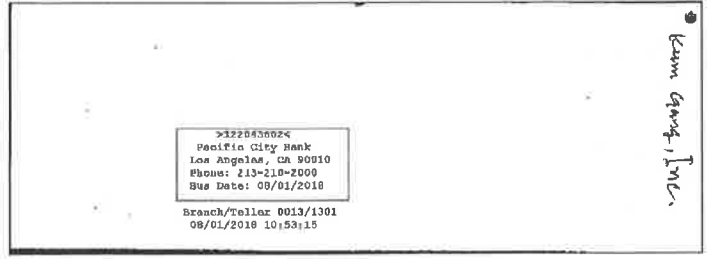 >122043602<
Pacific City Bank
Los Angeles, CA 90010
Phone: 213-210-2000
Bus Date: 08/01/2018
Branch/Teller 0013/1301
08/01/2018 10:53:15
Kum Gang, Inc.